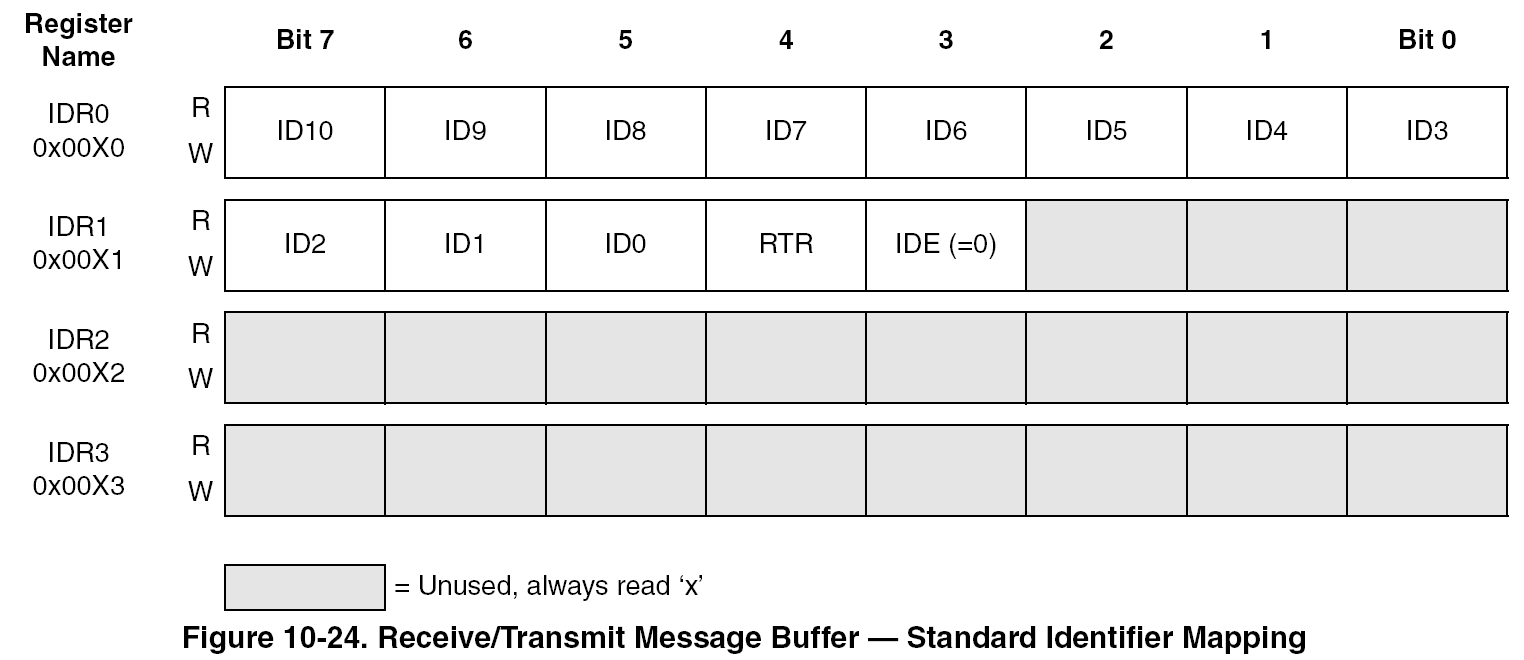 Register Name Bit 7 6 5 4 3 2 1 Bit 0
IDR0 0x00X0 R W ID10 ID9 ID8 ID7 ID6 ID5 ID4 ID3
IDR1 0x00X1 R W ID2 ID1 ID0 RTR IDE (=0)
IDR2 0x00X2 R W
IDR3 0x00X3 R W
= Unused, always read ‘x’
Figure 10-24. Receive/Transmit Message Buffer — Standard Identifier Mapping